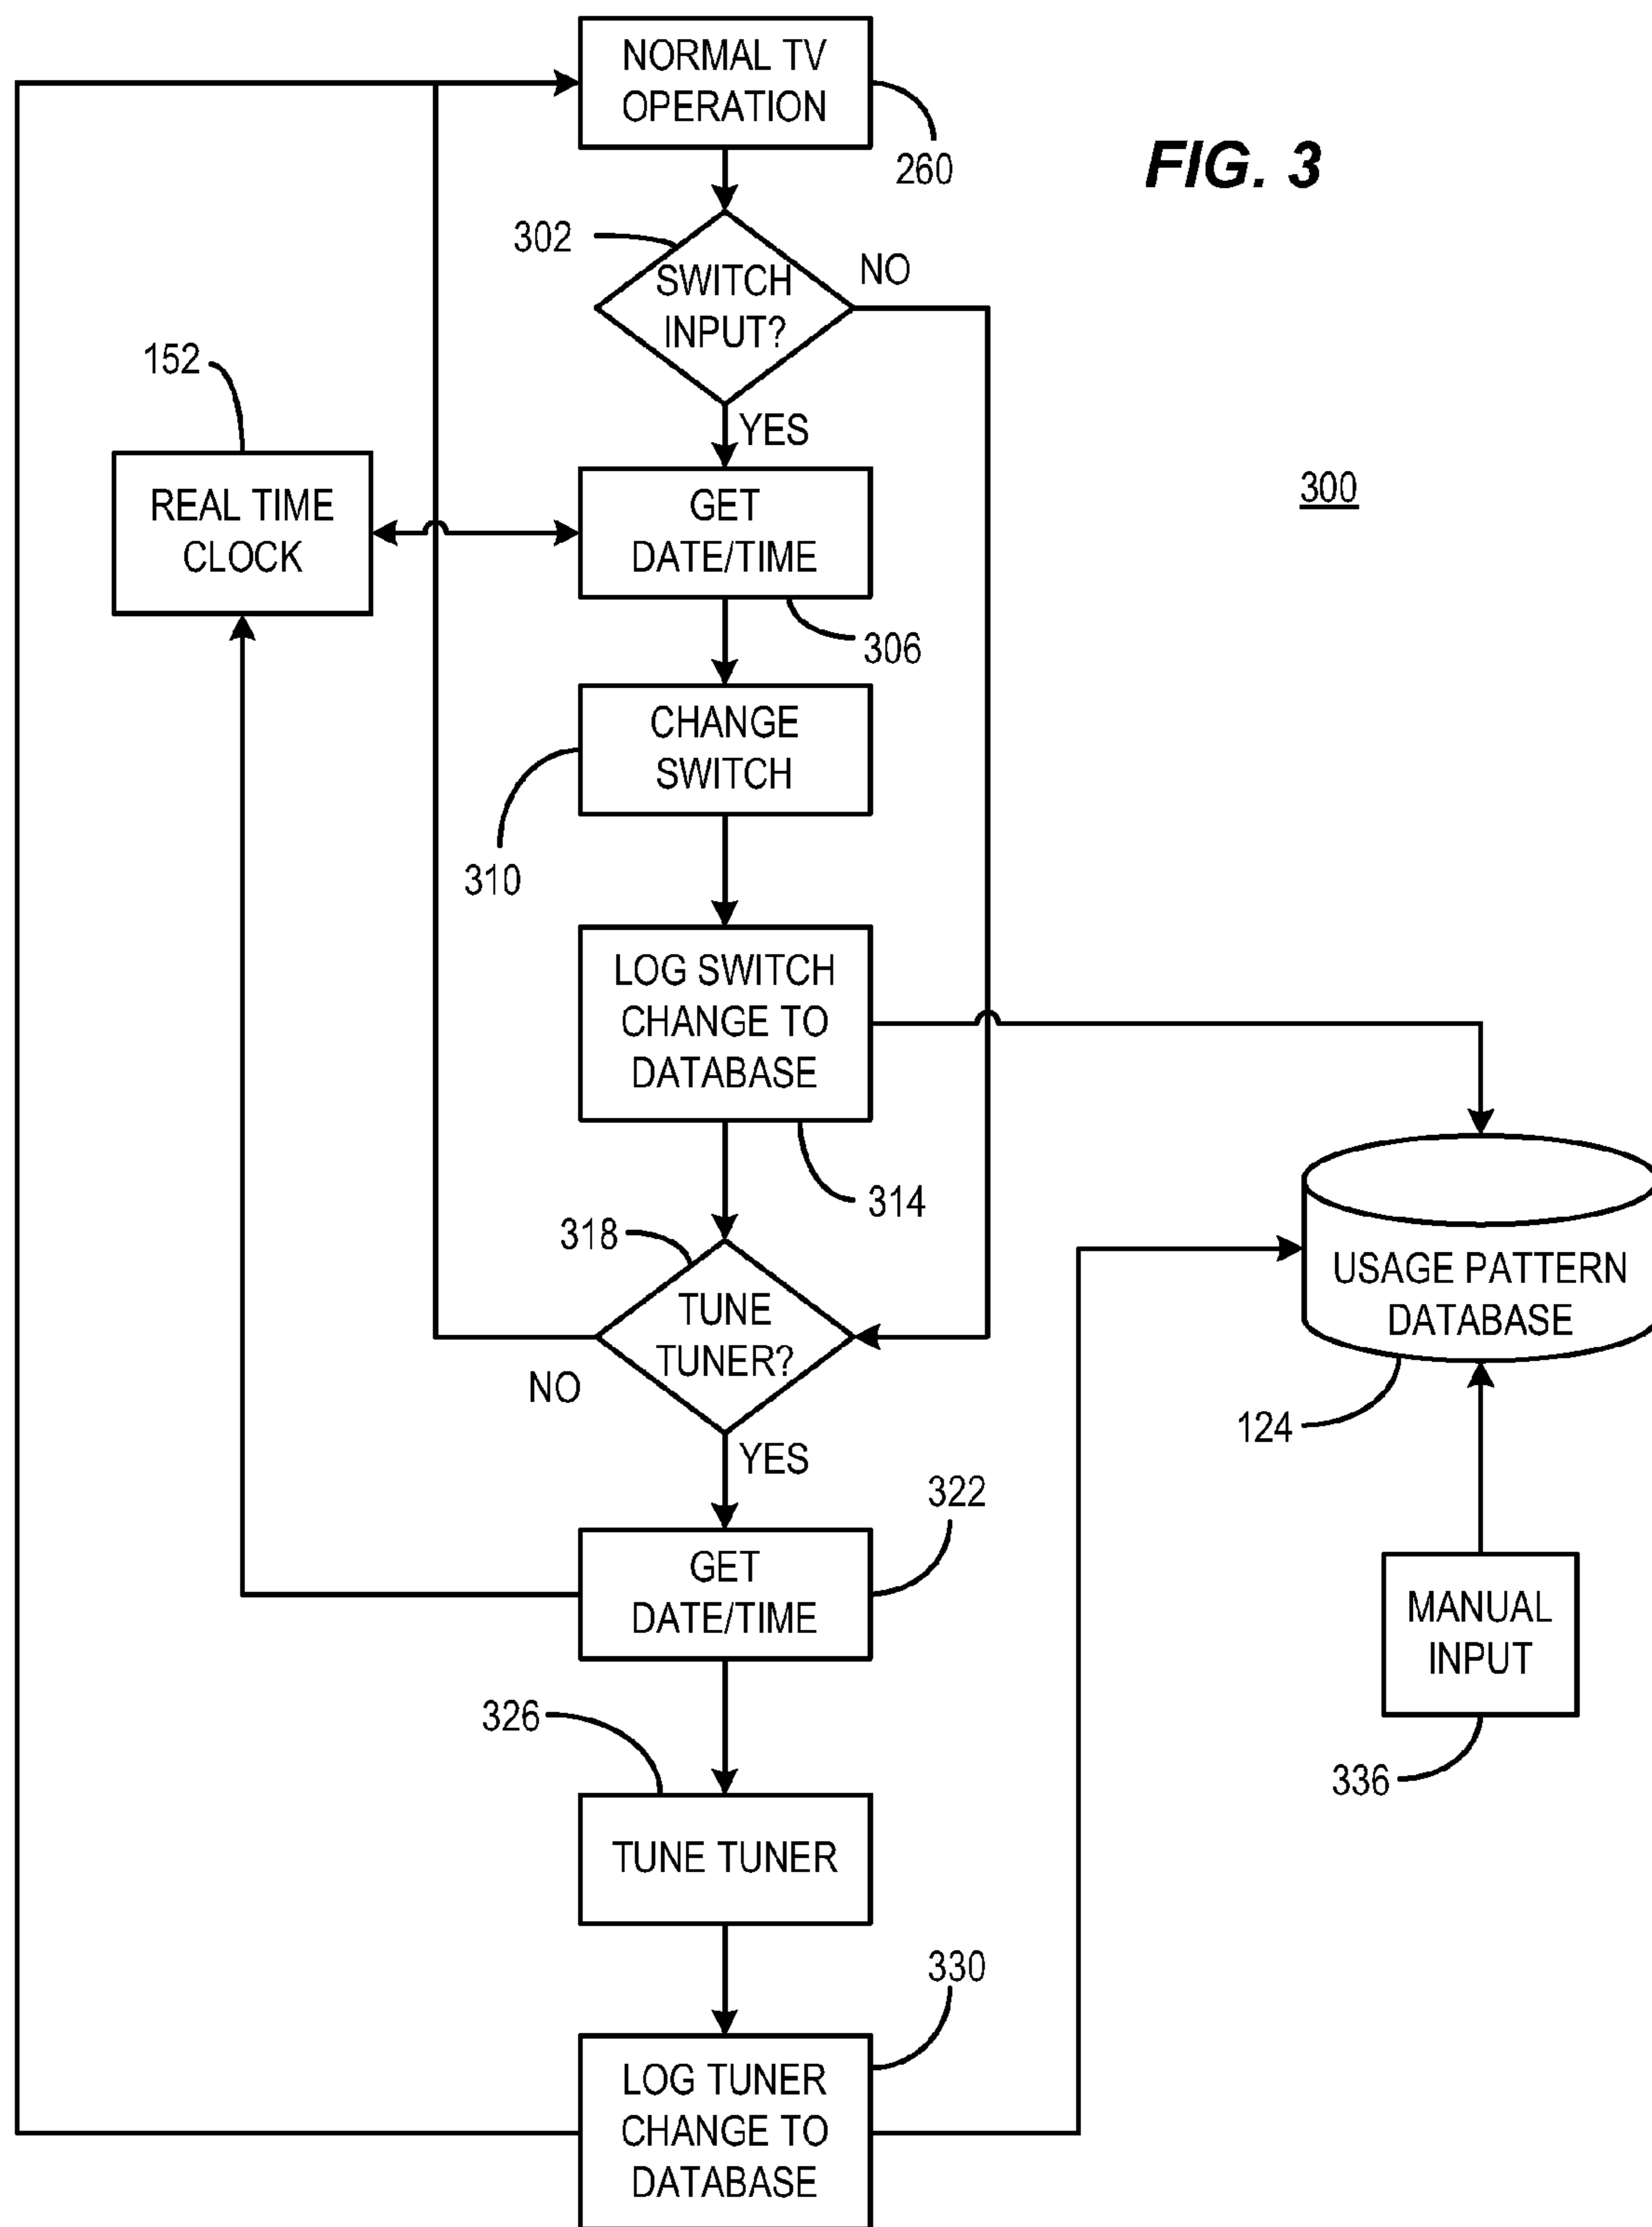 NORMAL TV
OPERATION
260
FIG. 3
302
SWITCH
INPUT?
NO
YES
152
REAL TIME
CLOCK
GET
DATE/TIME
300
306
CHANGE
SWITCH
310
LOG SWITCH
CHANGE TO
DATABASE
314
318
TUNE
TUNER?
NO
YES
USAGE PATTERN
DATABASE
124
322
GET
DATE/TIME
MANUAL
INPUT
336
326
TUNE TUNER
330
LOG TUNER
CHANGE TO
DATABASE